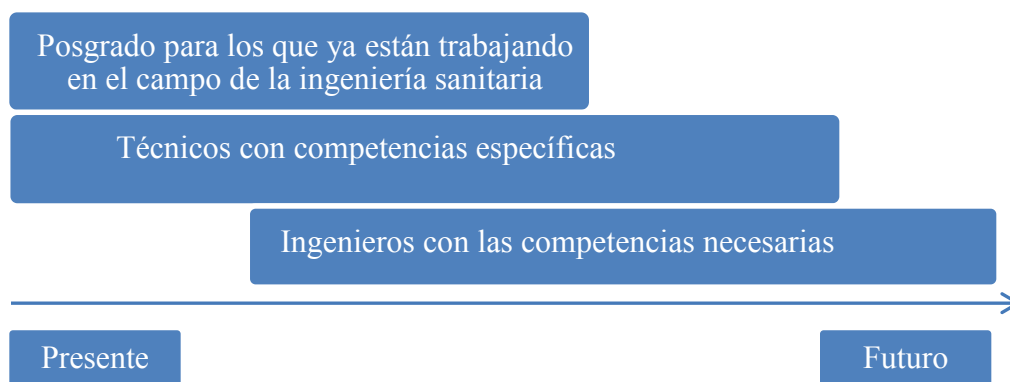 Posgrado para los que ya están trabajando
en el campo de la ingeniería sanitaria
Técnicos con competencias específicas
Ingenieros con las competencias necesarias
Presente
Futuro